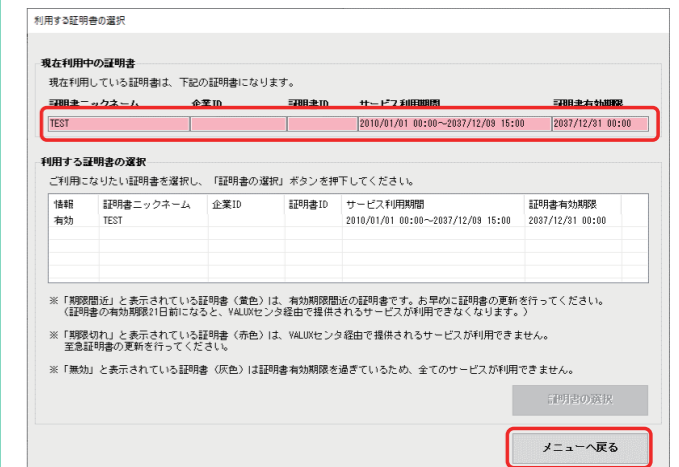 利用する証明書の選択
現在利用中の証明書
現在利用している証明書は、下記の証明書になります。
証明書ニックネーム 企業ID 証明書ID サービス利用期間 証明書有効期限
TEST 2010/01/01 00:00～2037/12/09 15:00 2037/12/31 00:00
利用する証明書の選択
ご利用になりたい証明書を選択し、「証明書の選択」ボタンを押下してください。
情報 証明書ニックネーム 企業ID 証明書ID サービス利用期間 証明書有効期限
有効 TEST 2010/01/01 00:00～2037/12/09 15:00 2037/12/31 00:00
※「期限間近」と表示されている証明書（黄色）は、有効期限間近の証明書です。お早めに証明書の更新を行ってください。
（証明書の有効期限21日前になると、VALUXセンタ経由で提供されるサービスが利用できなくなります。）
※「期限切れ」と表示されている証明書（赤色）は、VALUXセンタ経由で提供されるサービスが利用できません。
至急証明書の更新を行ってください。
※「無効」と表示されている証明書（灰色）は証明書有効期限を過ぎているため、全てのサービスが利用できません。
証明書の選択
メニューへ戻る